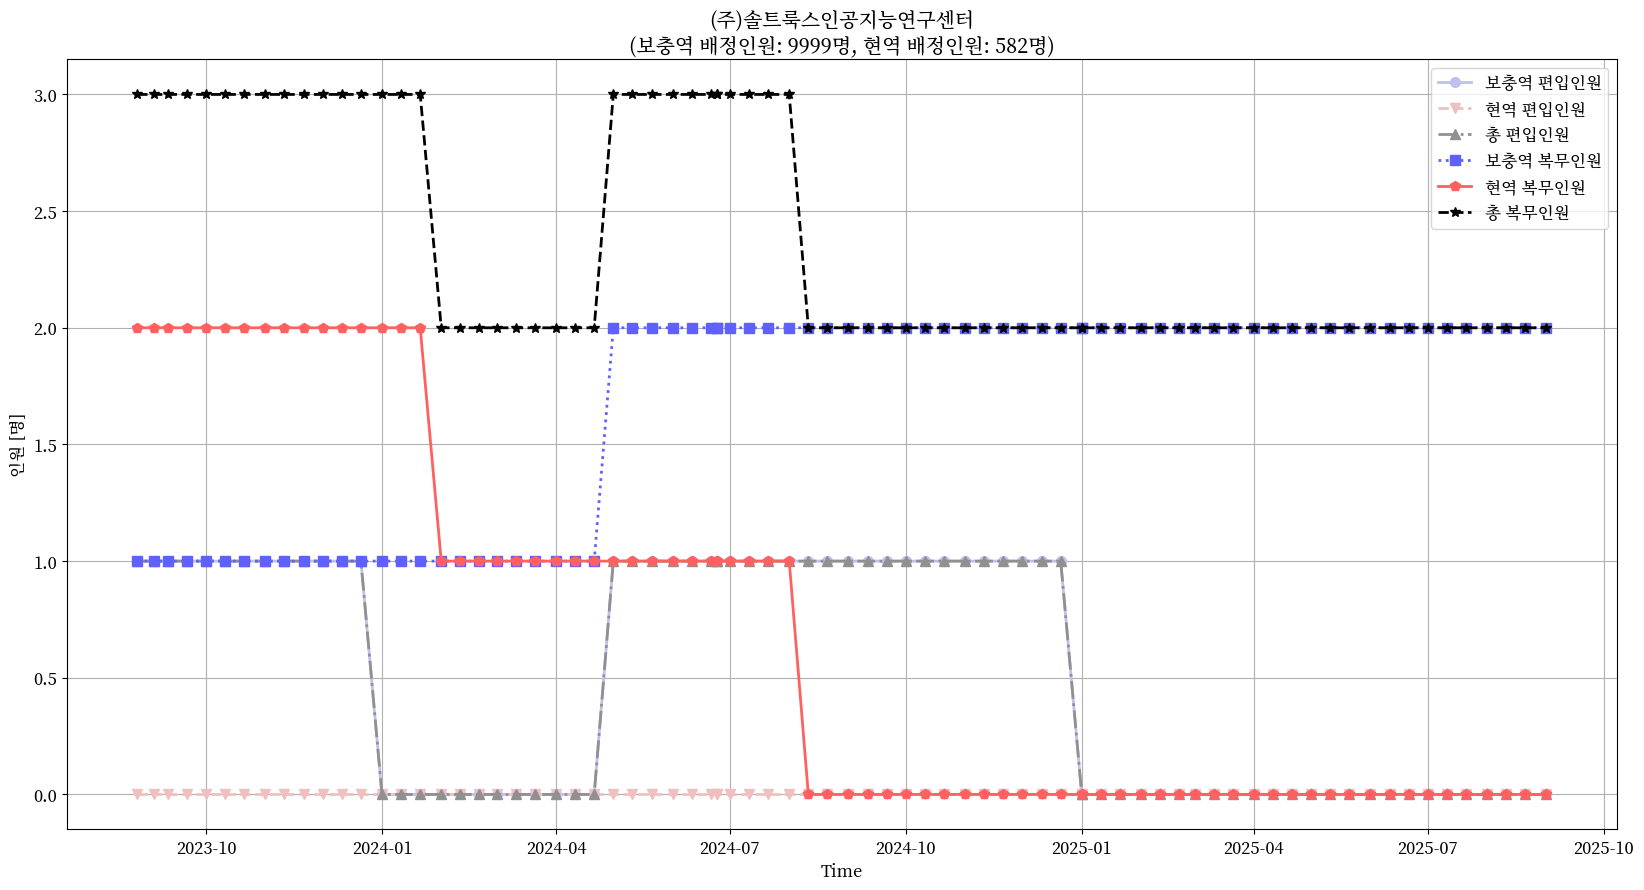 (주)솔트룩스인공지능연구센터
(보충역 배정인원: 9999명, 현역 배정인원: 582명)
보충역 편입인원
현역 편입인원
총 편입인원
보충역 복무인원
현역 복무인원
총 복무인원
인원 [명]
3.0
2.5
2.0
1.5
1.0
0.5
0.0
2023-10
2024-01
2024-04
2024-07
2024-10
2025-01
2025-04
2025-07
2025-10
Time